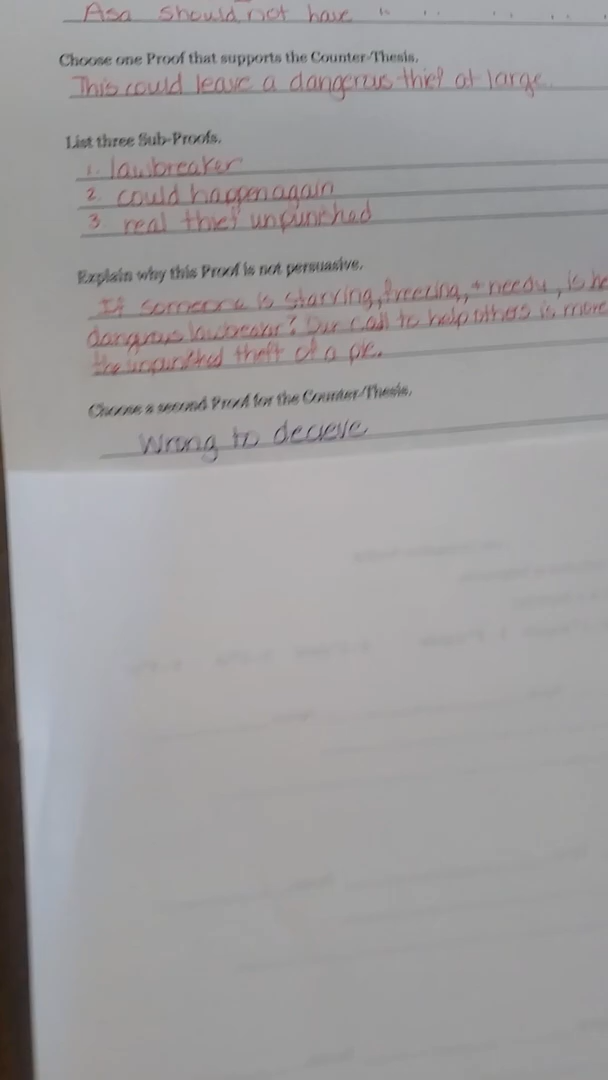 Asa should not have
Choose one Proof that supports the Counter-Thesis.
This could leave a dangerous thief at large.
List three Sub-Proofs.
1. lawbreaker
2. could happen again
3 real thief unpunished
Explain why this Proof is not persuasive.
If someone is starving, freezing, + needy, is he
dangerous lawbreaker? Our call to help others is more
the unpunished theft of a pie.
Choose a second Proof for the Counter-Thesis.
Wrong to decieve